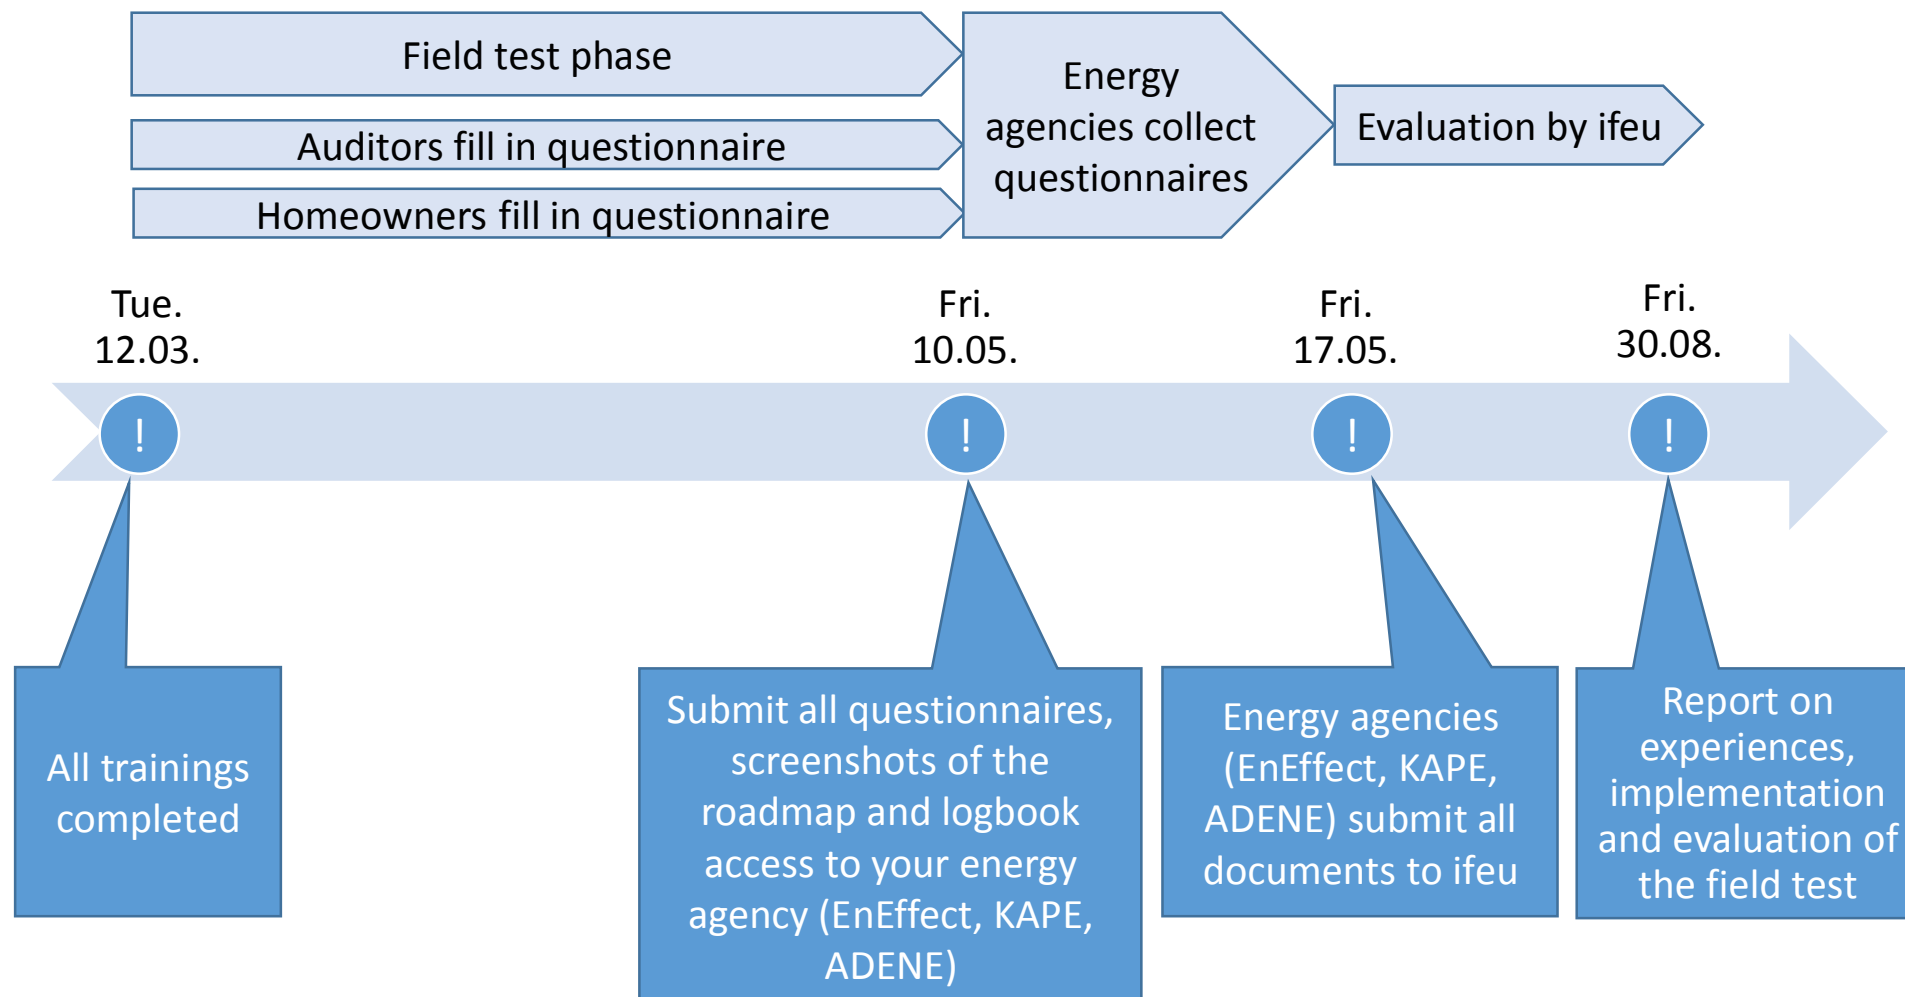 Field test phase
Auditors fill in questionnaire
Homeowners fill in questionnaire
Energy
agencies collect
questionnaires
Evaluation by ifeu
Tue.
12.03.
Fri.
10.05.
Fri.
17.05.
Fri.
30.08.
!
!
!
!
All trainings
completed
Submit all questionnaires,
screenshots of the
roadmap and logbook
access to your energy
agency (EnEffect, KAPE,
ADENE)
Energy agencies
(EnEffect, KAPE,
ADENE) submit all
documents to ifeu
Report on
experiences,
implementation
and evaluation of
the field test